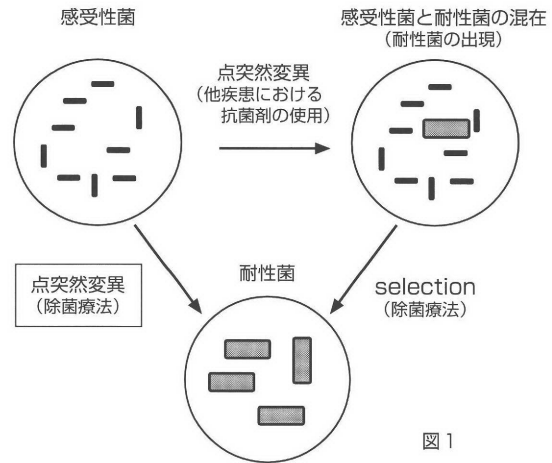 感受性菌
感受性菌と耐性菌の混在
（耐性菌の出現）
点突然変異
（他疾患における
抗菌剤の使用）
点突然変異
（除菌療法）
耐性菌
selection
（除菌療法）
図1